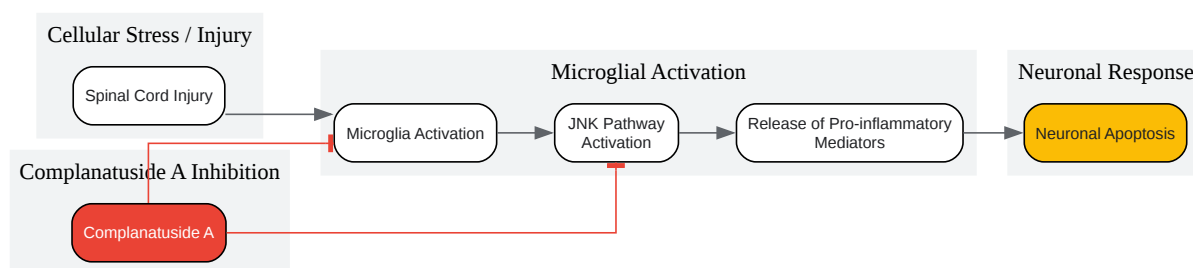 Cellular Stress / Injury
Spinal Cord Injury
Microglial Activation
Microglia Activation
JNK Pathway
Activation
Release of Pro-inflammatory
Mediators
Neuronal Response
Neuronal Apoptosis
Complanatuside A Inhibition
Complanatuside A